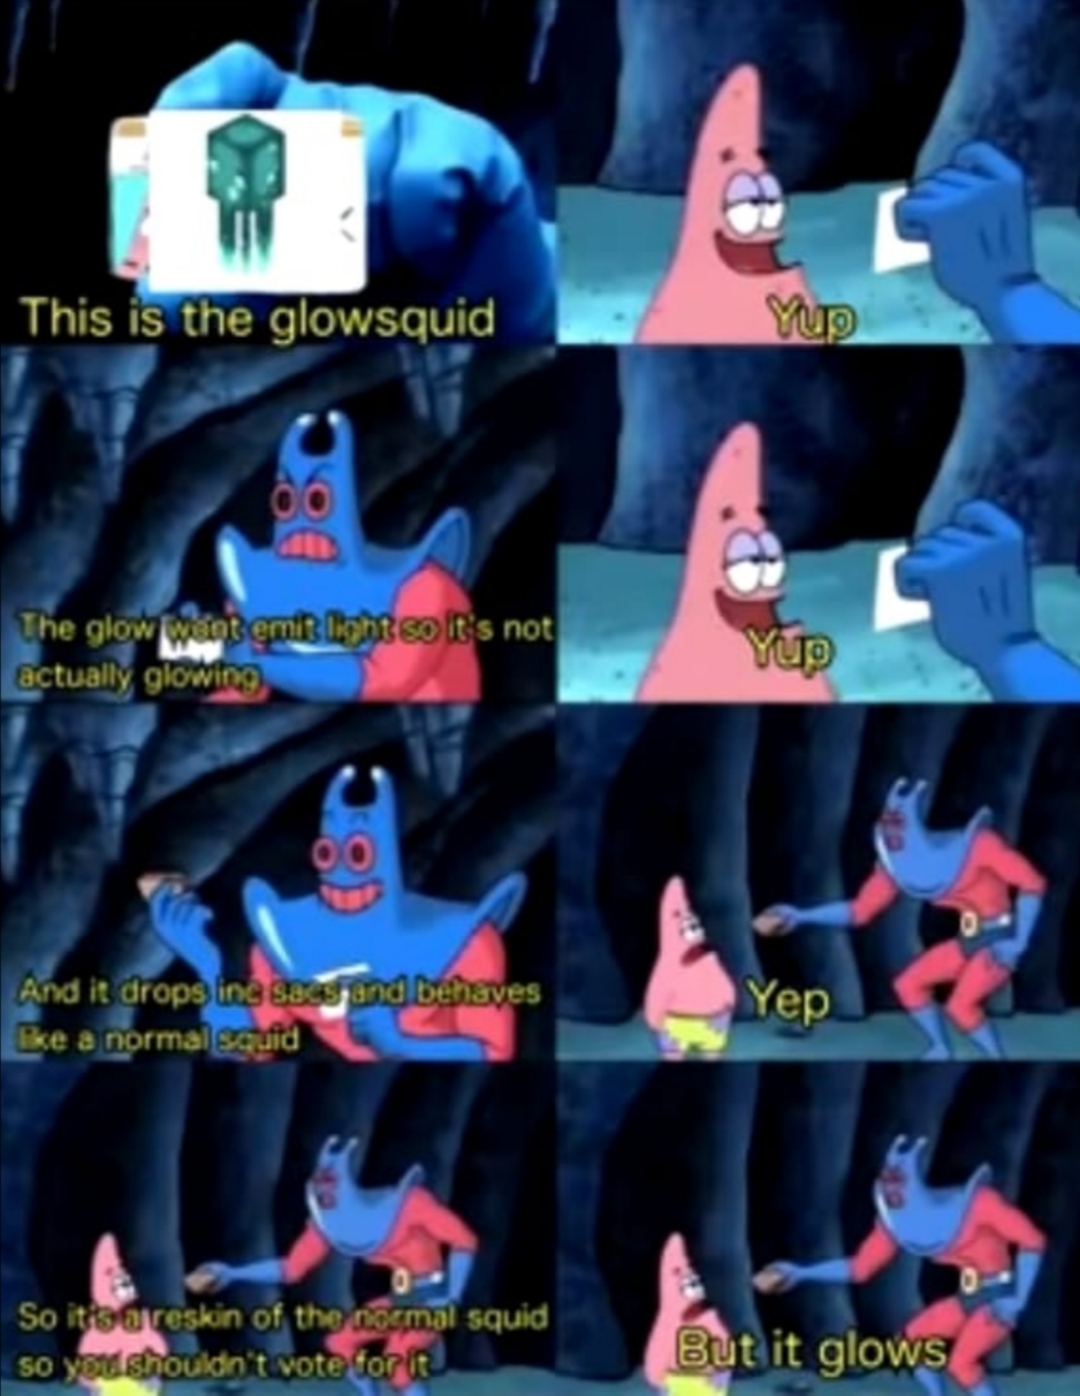 This is the glowsquid
Yup
The glow wont emit light so it's not
actually glowing
Yup
And it drops inc sacs and behaves
like a normal squid
Yep
So it's a reskin of the normal squid
so you shouldn't vote for it
But it glows